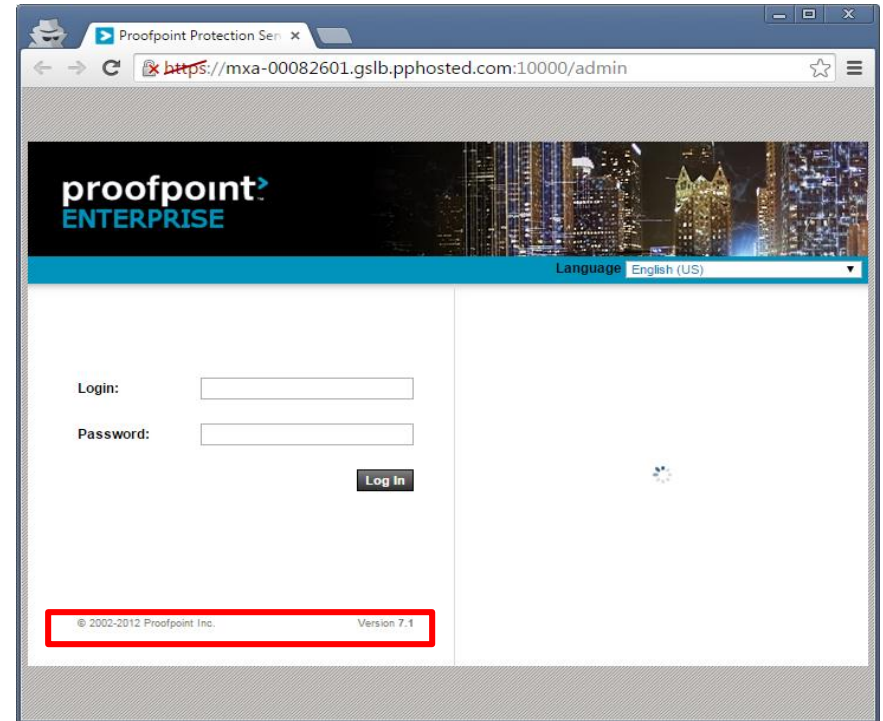 Proofpoint Protection Ser
https://mxa-00082601.gslb.pphosted.com:10000/admin
proofpoint
ENTERPRISE
Language English (US)
Login:
Password:
Log In
© 2002-2012 Proofpoint Inc. Version 7.1